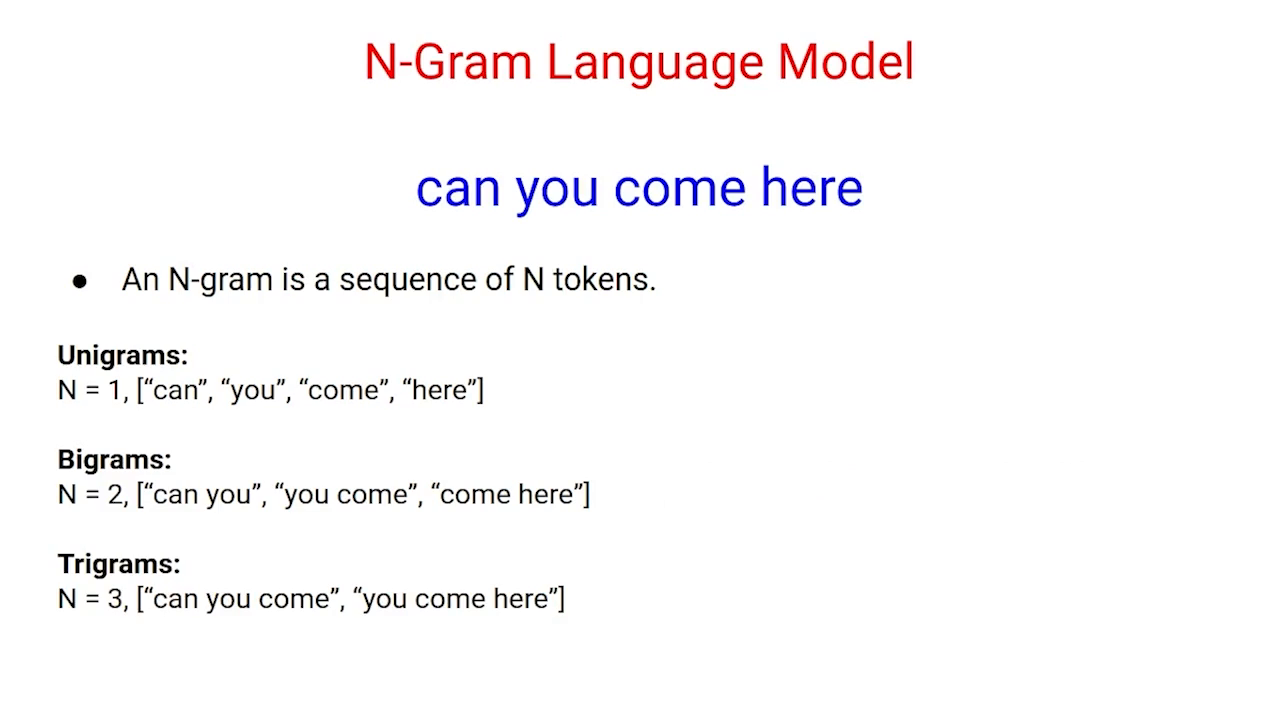 N-Gram Language Model
can you come here
● An N-gram is a sequence of N tokens.
Unigrams:
N = 1, [“can”, “you”, “come”, “here”]
Bigrams:
N = 2, [“can you”, “you come”, “come here”]
Trigrams:
N = 3, [“can you come”, “you come here”]